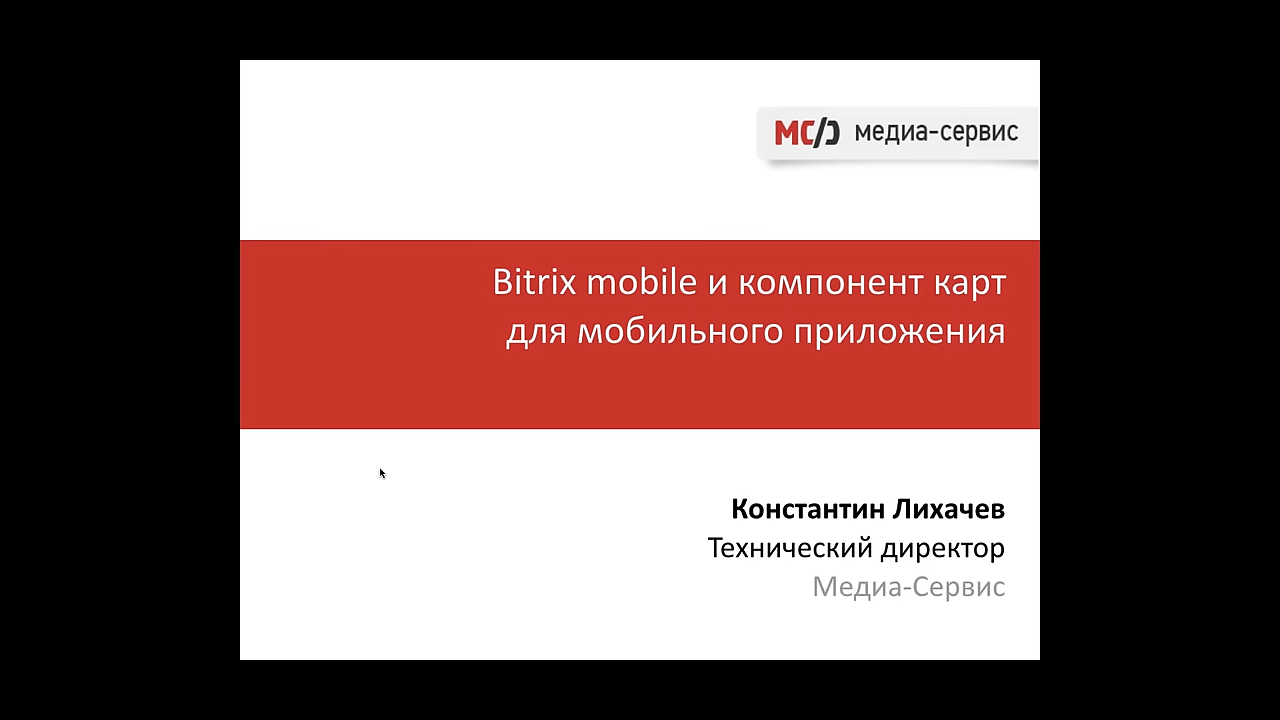 МС/D медиа-сервис
Bitrix mobile и компонент карт
для мобильного приложения
Константин Лихачев
Технический директор
Медиа-Сервис